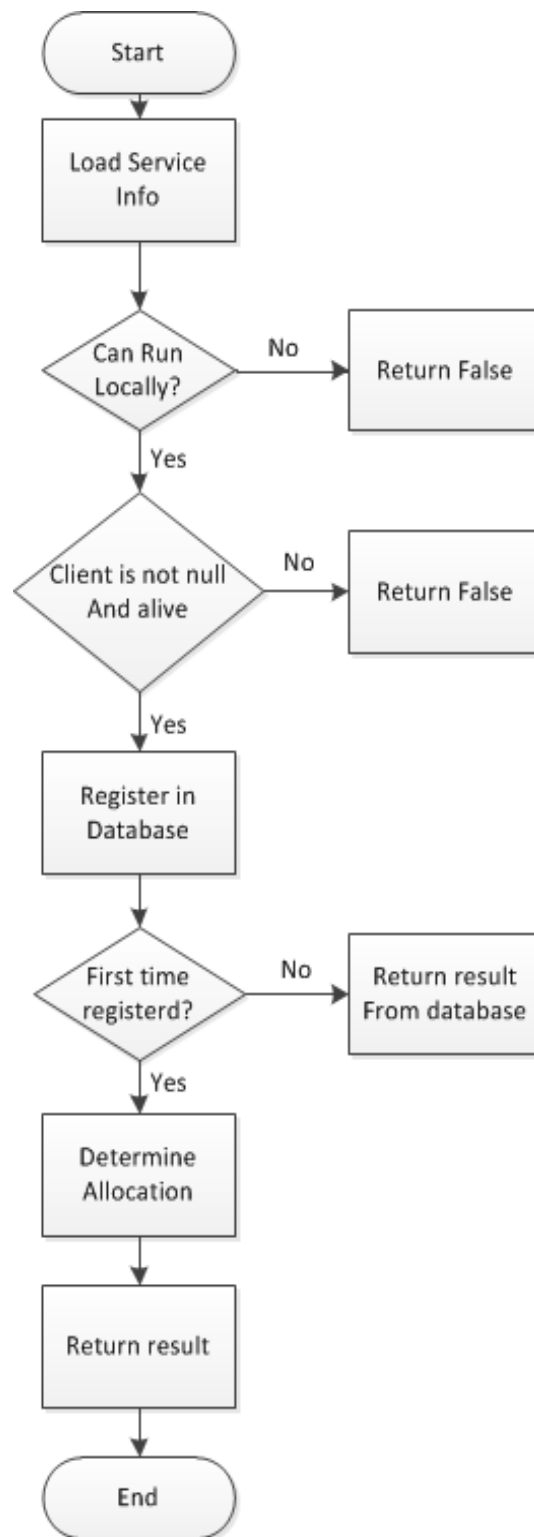 Start
Load Service
Info
Can Run
Locally?
No
Return False
Yes
Client is not null
And alive
No
Return False
Yes
Register in
Database
First time
registerd?
No
Return result
From database
Yes
Determine
Allocation
Return result
End